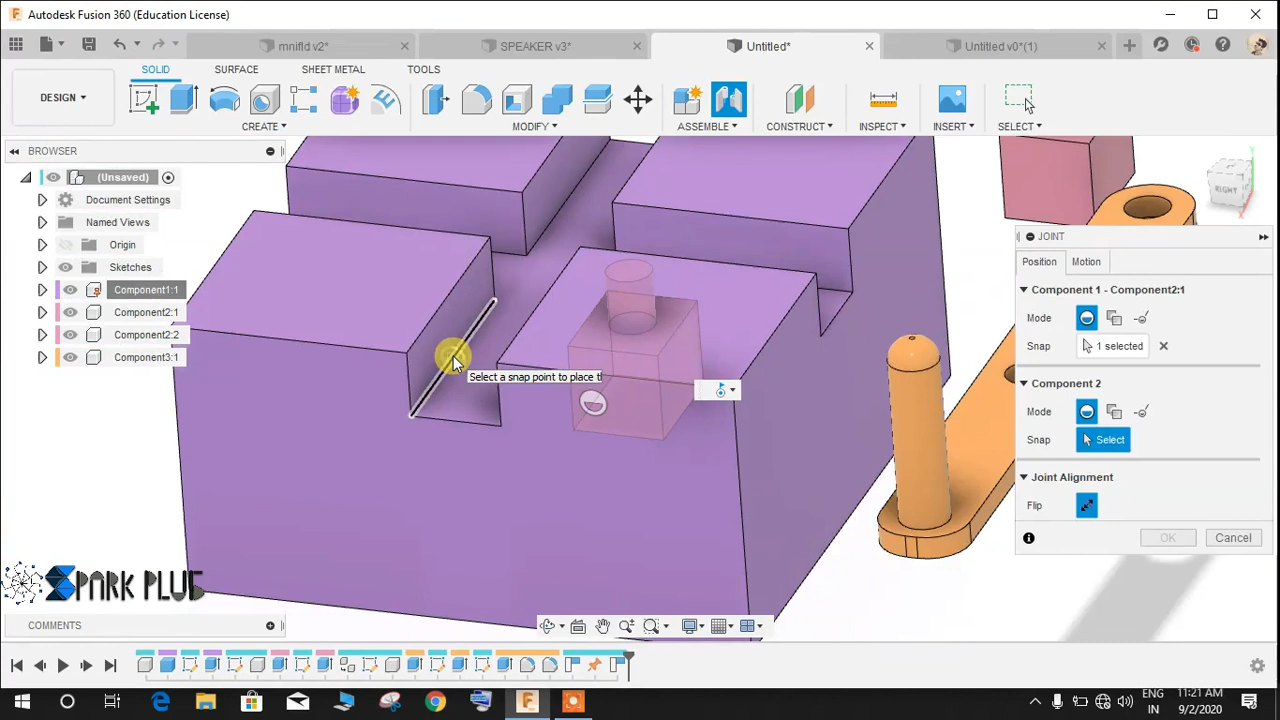 Autodesk Fusion 360 (Education License)
mnifld v2*
SPEAKER v3*
Untitled*
Untitled v0*(1)
DESIGN
SOLID
SURFACE
SHEET METAL
TOOLS
CREATE
MODIFY
ASSEMBLE
CONSTRUCT
INSPECT
INSERT
SELECT
BROWSER
(Unsaved)
Document Settings
Named Views
Origin
Sketches
Component1:1
Component2:1
Component2:2
Component3:1
RIGHT
Select a snap point to place t
JOINT
Position
Motion
Component 1 - Component2:1
Mode
Snap
1 selected
Component 2
Mode
Snap
Select
Joint Alignment
Flip
OK
Cancel
SPARK PLUG
COMMENTS
ENG
IN
11:21 AM
9/2/2020